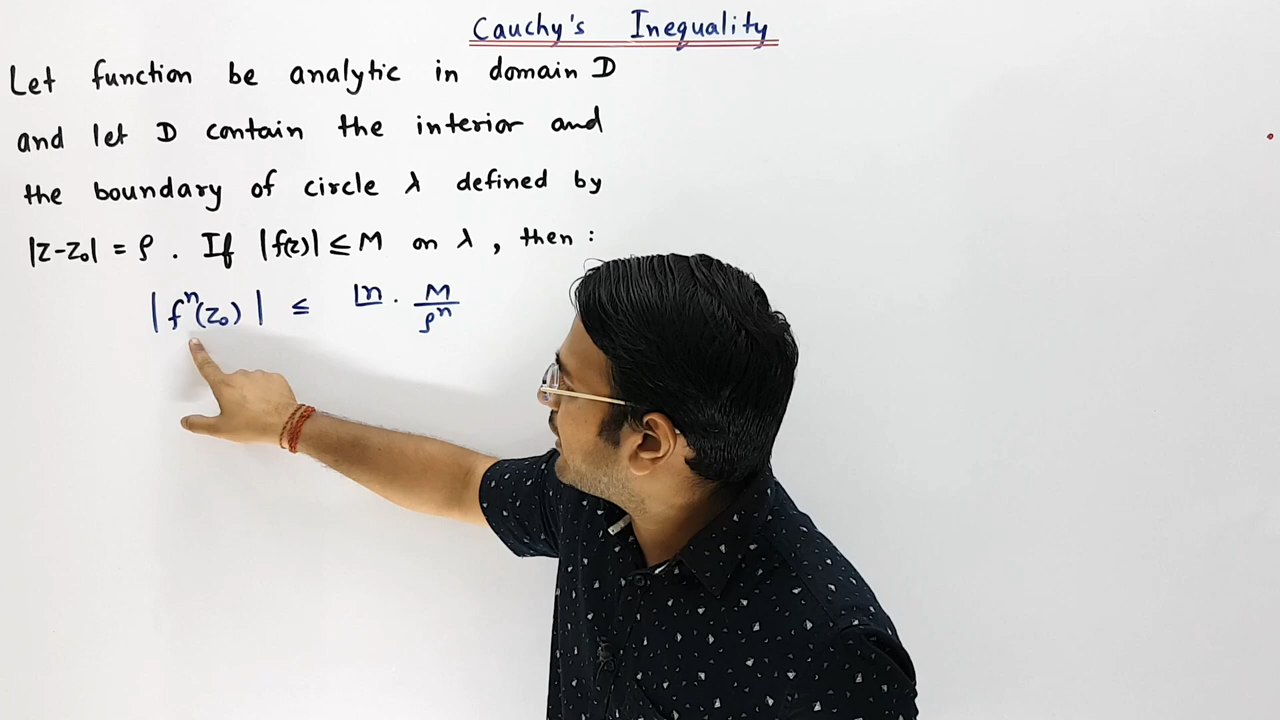 Cauchy's Inequality
Let function be analytic in domain D
and let D contain the interior and
the boundary of circle λ defined by
|z-z₀| = ρ . If |f(z)| ≤ M on λ , then :
|fⁿ(z₀)| ≤ |n͟ . M/ρⁿ